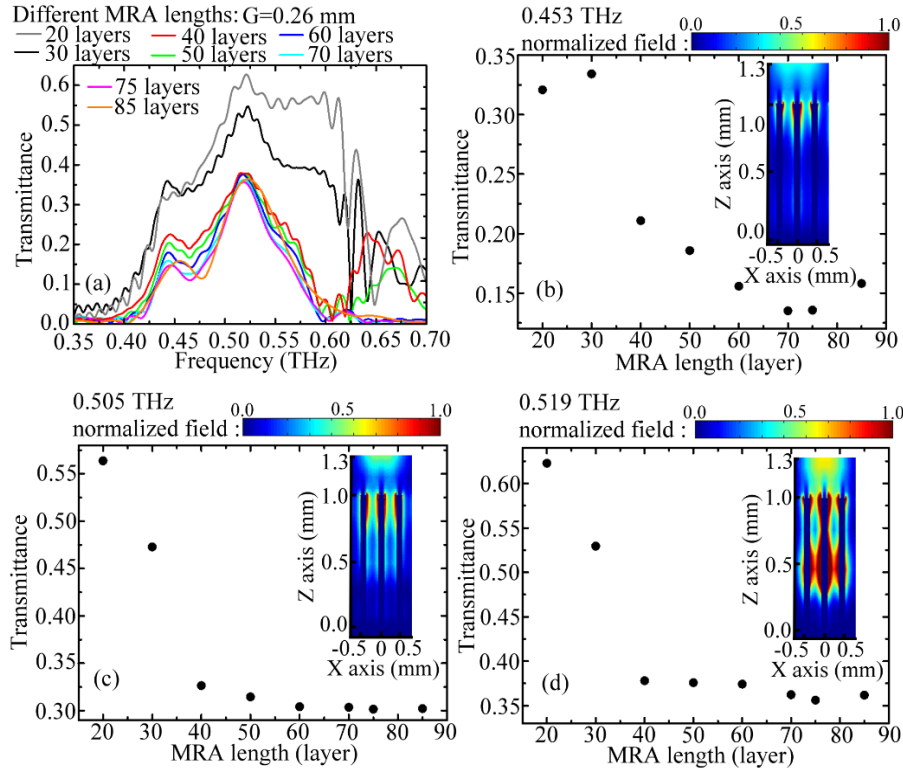 Different MRA lengths: G=0.26 mm
20 layers 40 layers 60 layers
30 layers 50 layers 70 layers
75 layers
85 layers
0.6
0.5
0.4
0.3
0.2
0.1
0.0
Transmittance
(a)
0.35 0.40 0.45 0.50 0.55 0.60 0.65 0.70
Frequency (THz)
0.453 THz
0.0 0.5 1.0
normalized field :
0.35
0.30
0.25
0.20
0.15
Transmittance
1.3
1.0
0.5
0.0
Z axis (mm)
-0.5 0 0.5
X axis (mm)
(b)
20 30 40 50 60 70 80 90
MRA length (layer)
0.505 THz
0.0 0.5 1.0
normalized field :
0.55
0.50
0.45
0.40
0.35
0.30
Transmittance
1.3
1.0
0.5
0.0
Z axis (mm)
-0.5 0 0.5
X axis (mm)
(c)
20 30 40 50 60 70 80 90
MRA length (layer)
0.519 THz
0.0 0.5 1.0
normalized field :
0.60
0.55
0.50
0.45
0.40
0.35
Transmittance
1.3
1.0
0.5
0.0
Z axis (mm)
-0.5 0 0.5
X axis (mm)
(d)
20 30 40 50 60 70 80 90
MRA length (layer)